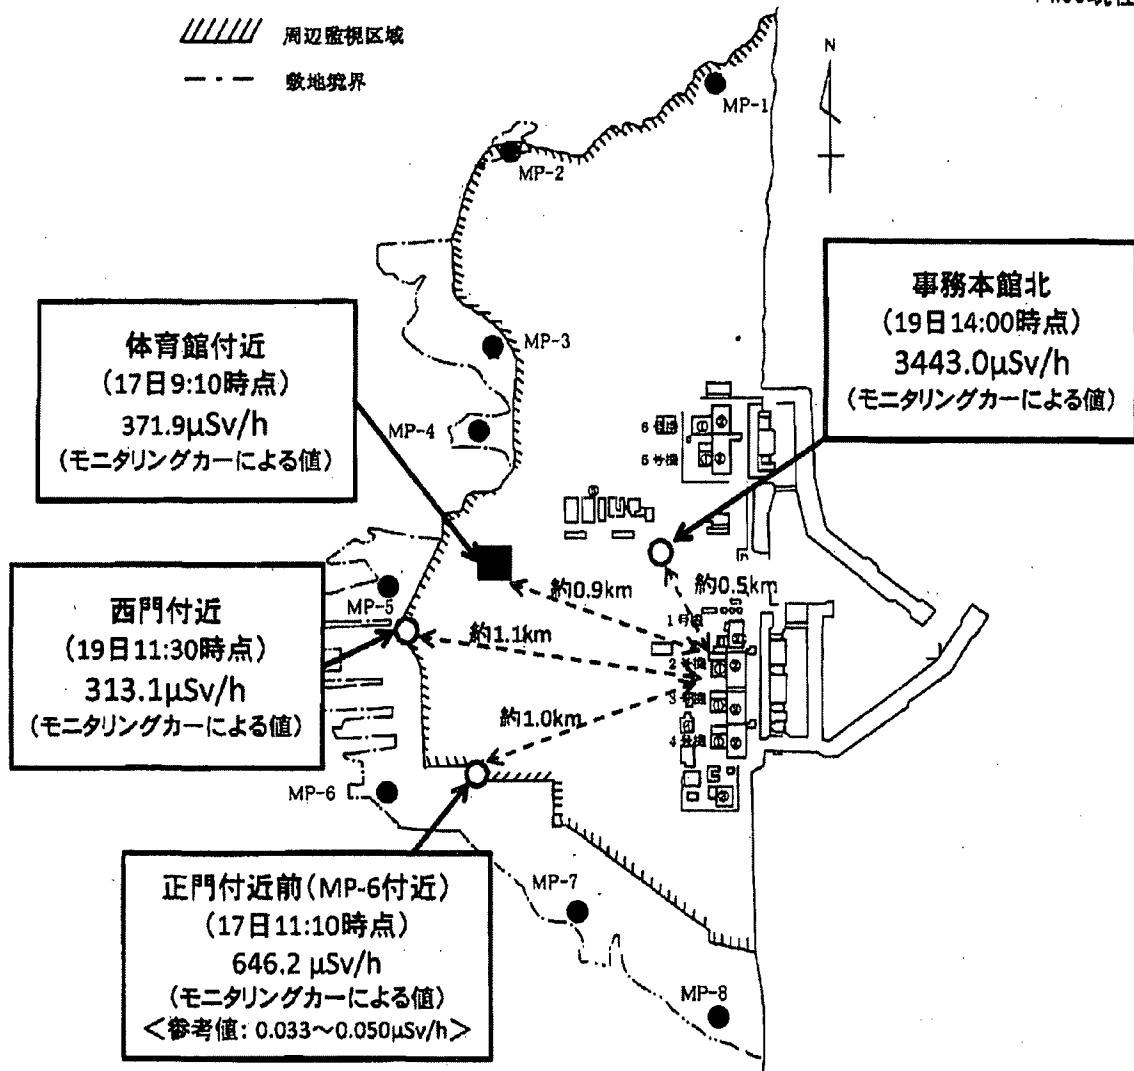 周辺監視区域
敷地境界
N
MP-1
MP-2
事務本館北
(19日14:00時点)
3443.0μSv/h
(モニタリングカーによる値)
体育館付近
(17日9:10時点)
371.9μSv/h
(モニタリングカーによる値)
MP-3
MP-4
6号機
5号機
約0.9km
約0.5km
MP-5
西門付近
(19日11:30時点)
313.1μSv/h
(モニタリングカーによる値)
約1.1km
1号機
2号機
3号機
4号機
約1.0km
MP-6
正門付近前(MP-6付近)
(17日11:10時点)
646.2 μSv/h
(モニタリングカーによる値)
<参考値: 0.033~0.050μSv/h>
MP-7
MP-8